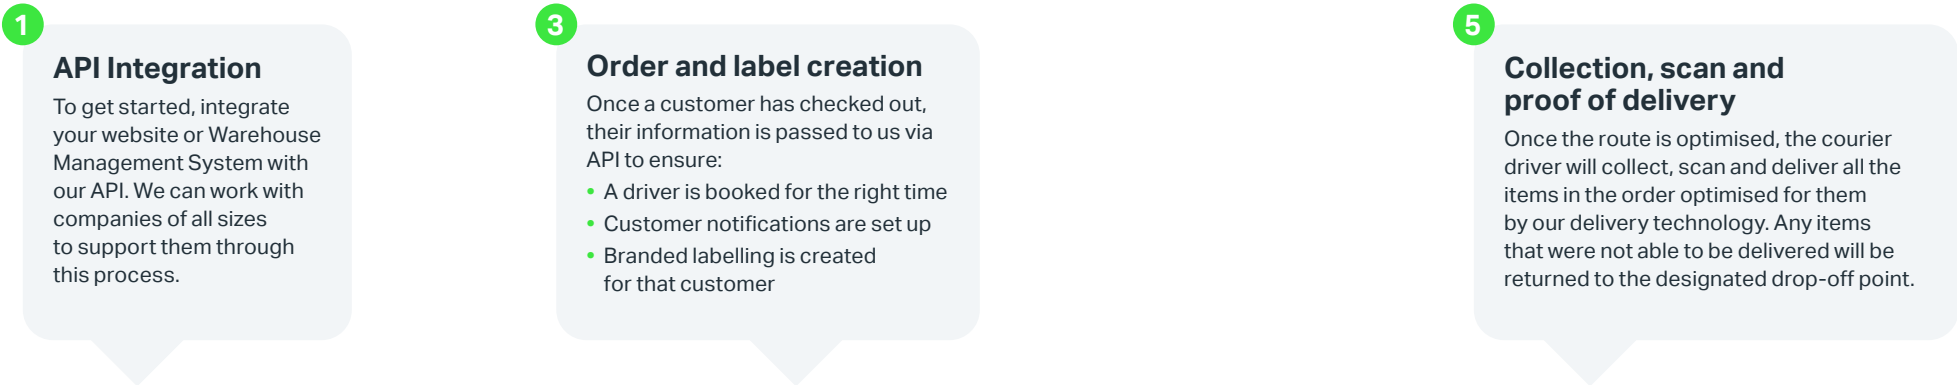 1
API Integration
To get started, integrate
your website or Warehouse
Management System with
our API. We can work with
companies of all sizes
to support them through
this process.
3
Order and label creation
Once a customer has checked out,
their information is passed to us via
API to ensure:
• A driver is booked for the right time
• Customer notifications are set up
• Branded labelling is created
for that customer
5
Collection, scan and
proof of delivery
Once the route is optimised, the courier
driver will collect, scan and deliver all the
items in the order optimised for them
by our delivery technology. Any items
that were not able to be delivered will be
returned to the designated drop-off point.